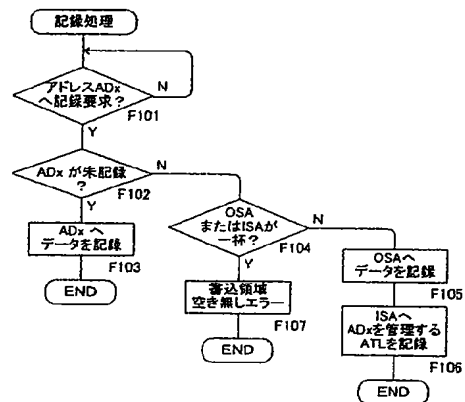 記録処理
アドレスADx
へ記録要求？
N
F101
Y
ADx が未記録
？
N
F102
Y
ADx へ
データを記録
F103
END
OSA
またはISAが
一杯？
N
F104
Y
書込領域
空き無しエラー
F107
END
OSAへ
データを記録
F105
ISAへ
ADxを管理する
ATLを記録
F106
END